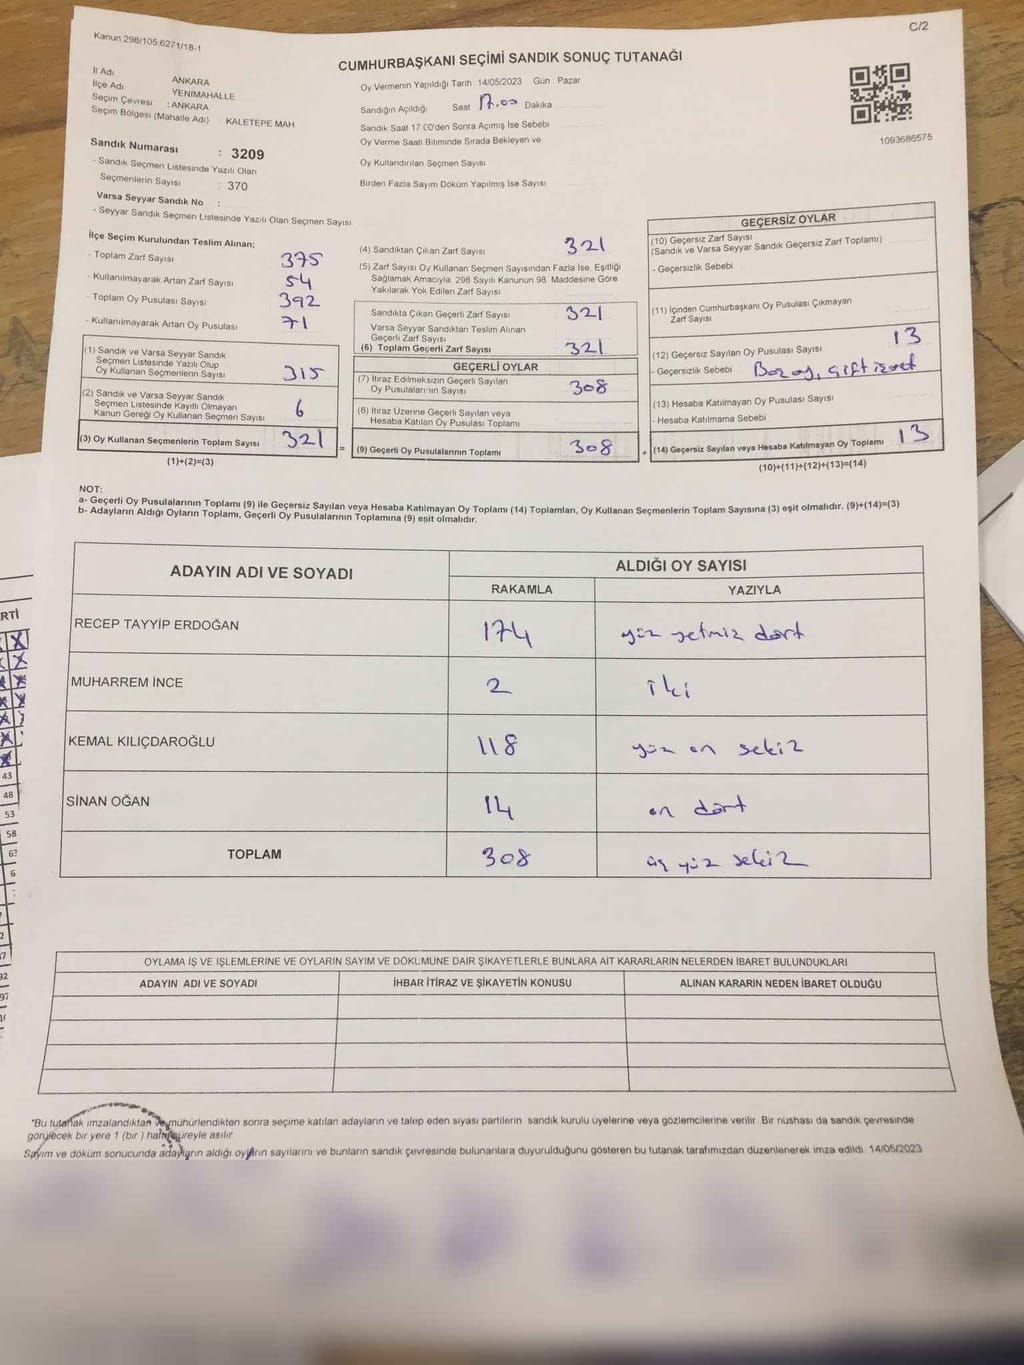 C/2
Kanun.298/105.6271/18-1
CUMHURBAŞKANI SEÇİMİ SANDIK SONUÇ TUTANAĞI
İl Adı ANKARA
İlçe Adı YENİMAHALLE
Seçim Çevresi : ANKARA
Seçim Bölgesi (Mahalle Adı) KALETEPE MAH
Sandık Numarası : 3209
- Sandık Seçmen Listesinde Yazılı Olan
Seçmenlerin Sayısı : 370
Varsa Seyyar Sandık No :
- Seyyar Sandık Seçmen Listesinde Yazılı Olan Seçmen Sayısı
Oy Vermenin Yapıldığı Tarih 14/05/2023 Gün Pazar
Sandığın Açıldığı Saat 17.00 Dakika
Sandık Saat 17 00'den Sonra Açımış İse Sebebi
Oy Verme Saati Bitiminde Sırada Bekleyen ve
Oy Kullandırılan Seçmen Sayısı
Birden Fazla Sayım Döküm Yapılmış İse Sayısı
1093686575
İlçe Seçim Kurulundan Teslim Alınan;
- Toplam Zarf Sayısı 375
- Kullanılmayarak Artan Zarf Sayısı 54
- Toplam Oy Pusulası Sayısı 392
- Kullanılmayarak Artan Oy Pusulası 71
(1) Sandık ve Varsa Seyyar Sandık
Seçmen Listesinde Yazılı Olup
Oy Kullanan Seçmenlerin Sayısı 315
(2) Sandık ve Varsa Seyyar Sandık
Seçmen Listesinde Kayıtlı Olmayan
Kanun Gereği Oy Kullanan Seçmen Sayısı 6
(3) Oy Kullanan Seçmenlerin Toplam Sayısı 321 =
(1)+(2)=(3)
(4) Sandıktan Çıkan Zarf Sayısı 321
(5) Zarf Sayısı Oy Kullanan Seçmen Sayısından Fazla İse, Eşitliği
Sağlamak Amacıyla, 298 Sayılı Kanunun 98. Maddesine Göre
Yakılarak Yok Edilen Zarf Sayısı
Sandıkta Çıkan Geçerli Zarf Sayısı 321
Varsa Seyyar Sandıktan Teslim Alınan
Geçerli Zarf Sayısı
(6) Toplam Geçerli Zarf Sayısı 321
GEÇERLİ OYLAR
(7) İtiraz Edilmeksizin Geçerli Sayılan
Oy Pusulalarının Sayısı 308
(8) İtiraz Üzerine Geçerli Sayılan veya
Hesaba Katılan Oy Pusulası Toplamı
(9) Geçerli Oy Pusulalarının Toplamı 308 +
GEÇERSİZ OYLAR
(10) Geçersiz Zarf Sayısı
(Sandık ve Varsa Seyyar Sandık Geçersiz Zarf Toplamı)
- Geçersizlik Sebebi
(11) İçinden Cumhurbaşkanı Oy Pusulası Çıkmayan
Zarf Sayısı
(12) Geçersiz Sayılan Oy Pusulası Sayısı 13
- Geçersizlik Sebebi Boş oy, Çift işaret
(13) Hesaba Katılmayan Oy Pusulası Sayısı
- Hesaba Katılmama Sebebi
(14) Geçersiz Sayılan veya Hesaba Katılmayan Oy Toplamı 13
(10)+(11)+(12)+(13)=(14)
NOT:
a- Geçerli Oy Pusulalarının Toplamı (9) ile Geçersiz Sayılan veya Hesaba Katılmayan Oy Toplamı (14) Toplamları, Oy Kullanan Seçmenlerin Toplam Sayısına (3) eşit olmalıdır. (9)+(14)=(3)
b- Adayların Aldığı Oyların Toplamı, Geçerli Oy Pusulalarının Toplamına (9) eşit olmalıdır.
ADAYIN ADI VE SOYADI ALDIĞI OY SAYISI
RAKAMLA YAZIYLA
RECEP TAYYİP ERDOĞAN 174 yüz yetmiz dört
MUHARREM İNCE 2 iki
KEMAL KILIÇDAROĞLU 118 yüz on sekiz
SİNAN OĞAN 14 on dört
TOPLAM 308 üç yüz sekiz
OYLAMA İŞ VE İŞLEMLERİNE VE OYLARIN SAYIM VE DÖKÜMÜNE DAİR ŞİKAYETLERLE BUNLARA AİT KARARLARIN NELERDEN İBARET BULUNDUKLARI
ADAYIN ADI VE SOYADI İHBAR İTİRAZ VE ŞİKAYETİN KONUSU ALINAN KARARIN NEDEN İBARET OLDUĞU
*Bu tutanak imzalandıktan ve mühürlendikten sonra seçime katılan adayların ve talep eden siyasi partilerin sandık kurulu üyelerine veya gözlemcilerine verilir. Bir nüshası da sandık çevresinde
görülecek bir yere 1 (bir) hafta süreyle asılır
Sayım ve döküm sonucunda adayların aldığı oyların sayılarını ve bunların sandık çevresinde bulunanlara duyurulduğunu gösteren bu tutanak tarafımızdan düzenlenerek imza edildi. 14/05/2023
RTİ
43
48
53
58